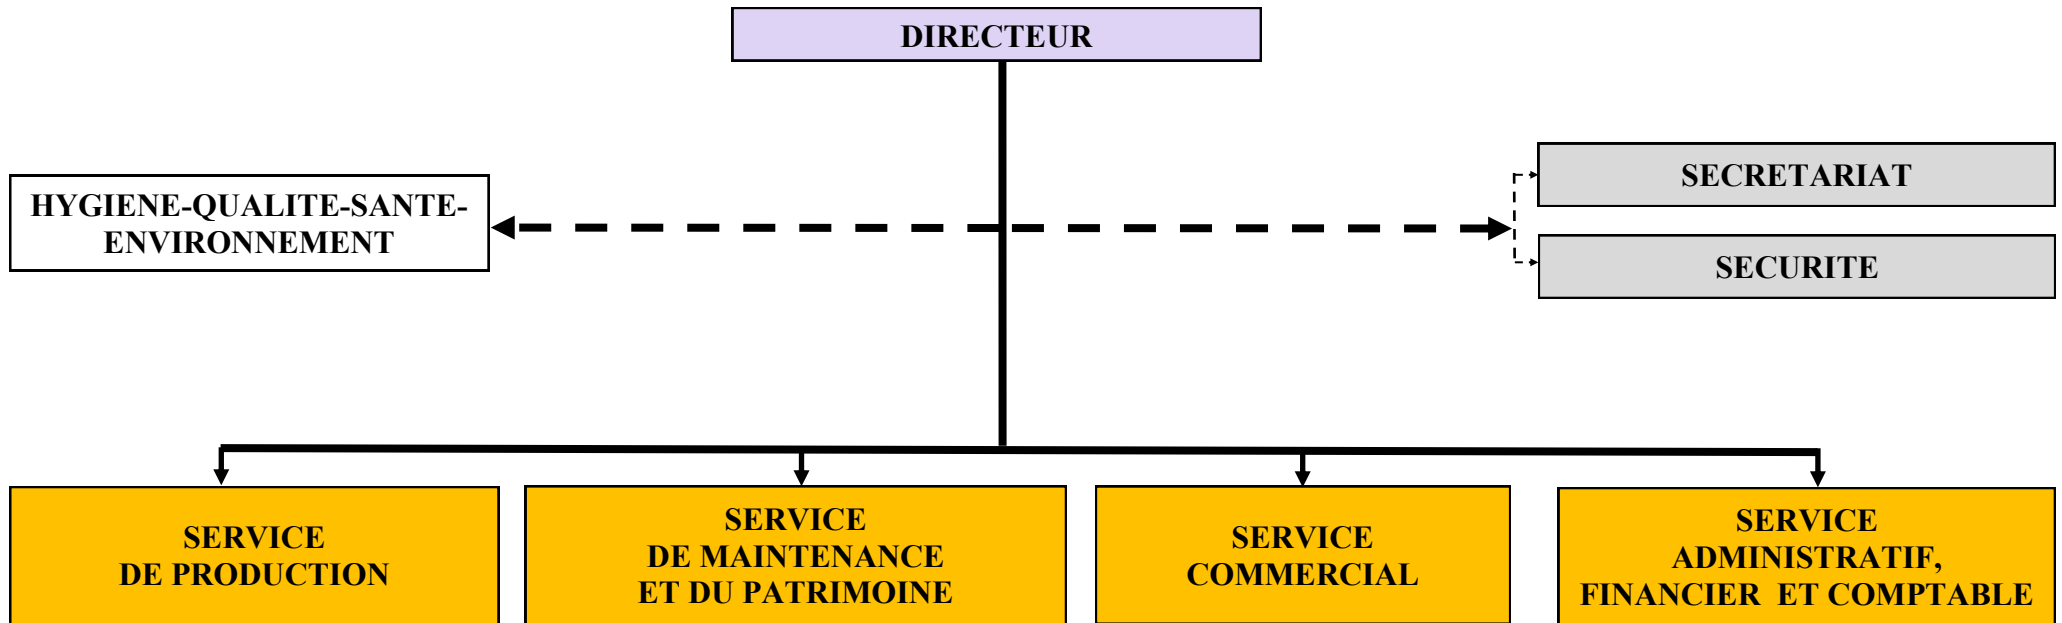 DIRECTEUR
SECRETARIAT
HYGIENE-QUALITE-SANTE-
ENVIRONNEMENT
SECURITE
SERVICE
DE PRODUCTION
SERVICE
DE MAINTENANCE
ET DU PATRIMOINE
SERVICE
COMMERCIAL
SERVICE
ADMINISTRATIF,
FINANCIER ET COMPTABLE